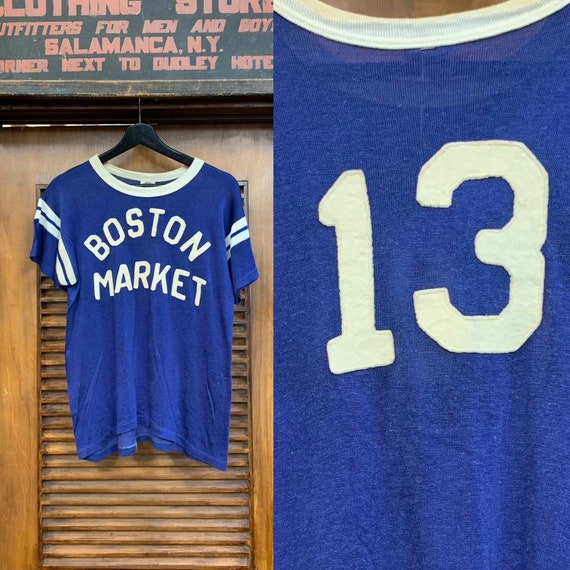 CLOTHING STORE
OUTFITTERS FOR MEN AND BOYS
SALAMANCA, N.Y.
CORNER NEXT TO DUDLEY HOTEL
BOSTON
MARKET
13